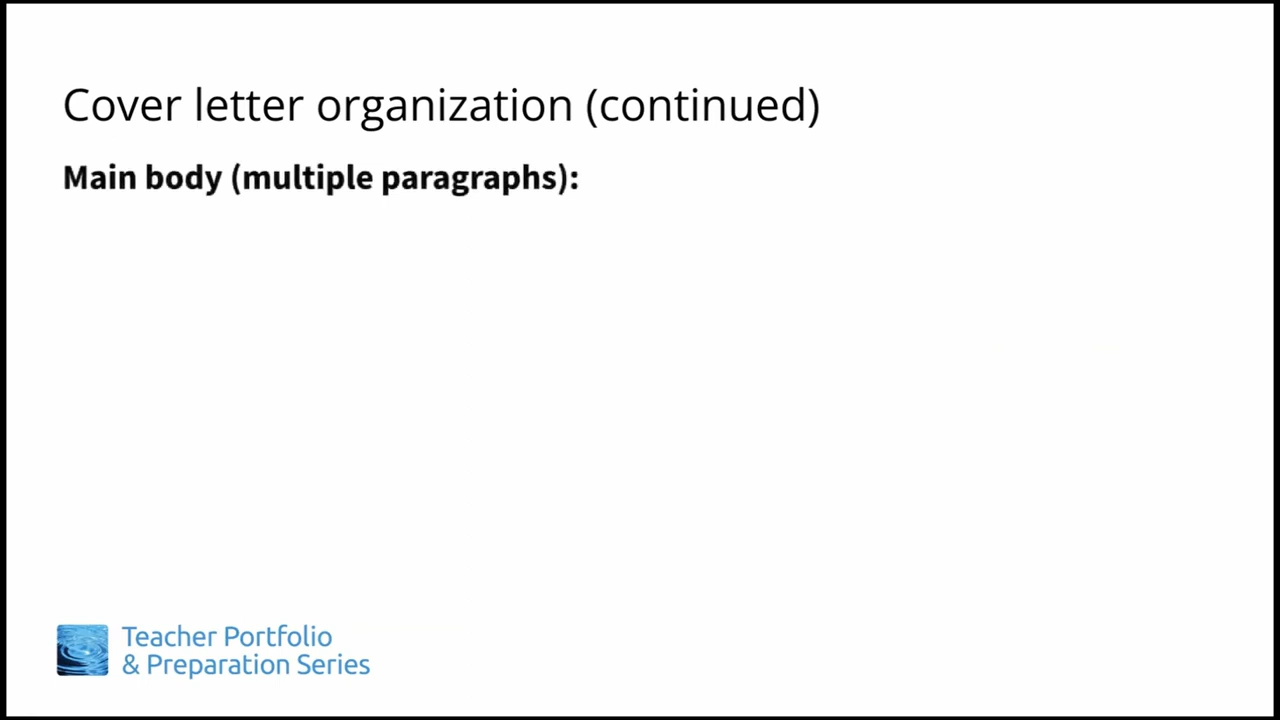 Cover letter organization (continued)
Main body (multiple paragraphs):
Teacher Portfolio
& Preparation Series